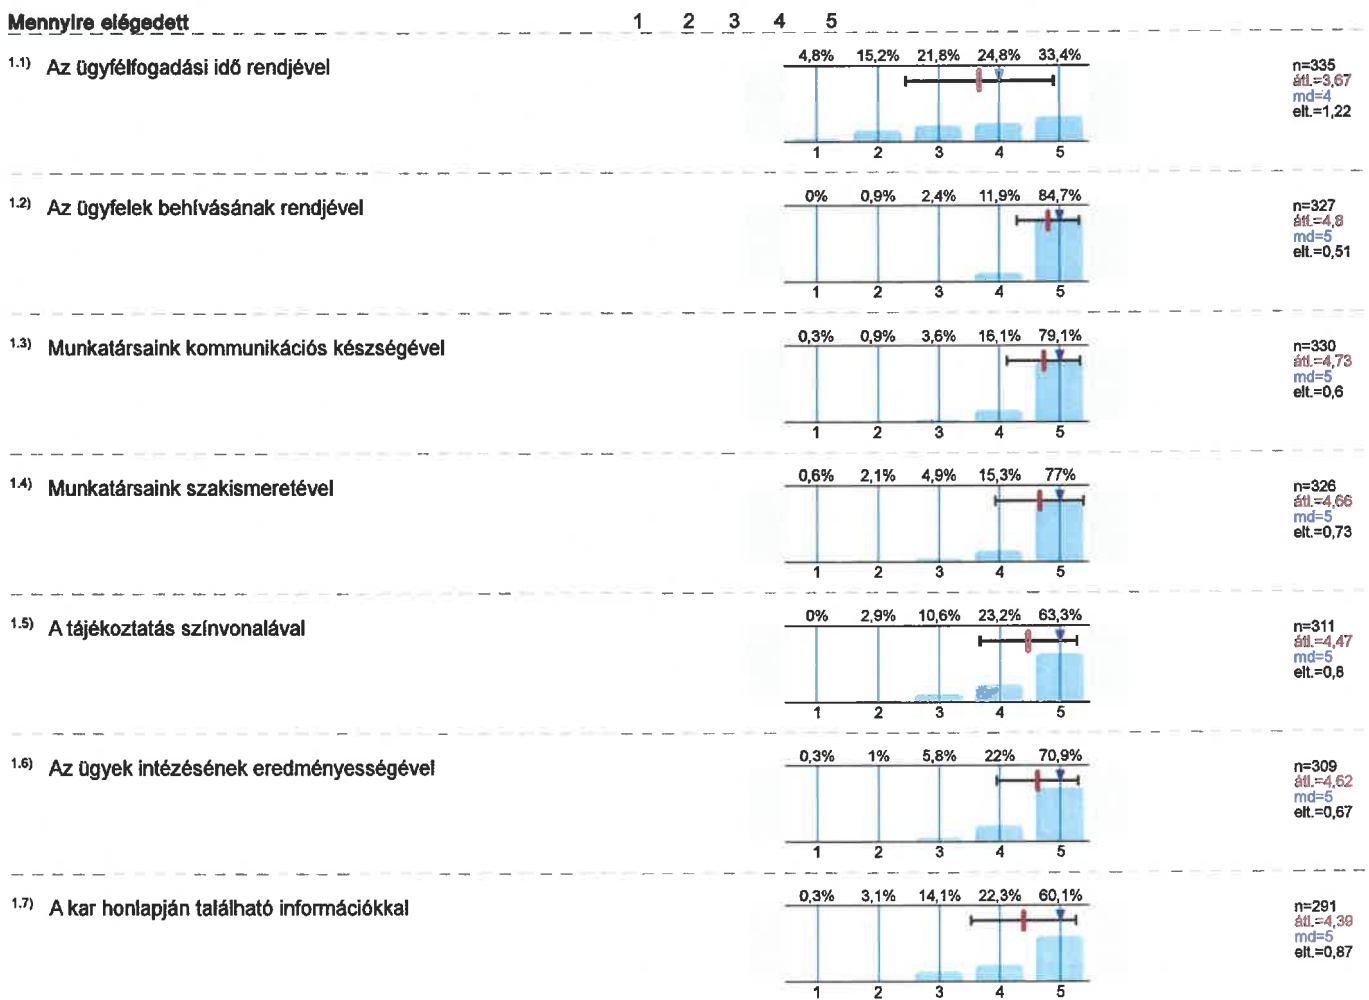 Mennyire elégedett 1 2 3 4 5
1.1) Az ügyfélfogadási idő rendjével
4,8% 15,2% 21,8% 24,8% 33,4%
1 2 3 4 5
n=335
átl.=3,67
md=4
elt.=1,22
1.2) Az ügyfelek behívásának rendjével
0% 0,9% 2,4% 11,9% 84,7%
1 2 3 4 5
n=327
átl.=4,8
md=5
elt.=0,51
1.3) Munkatársaink kommunikációs készségével
0,3% 0,9% 3,6% 16,1% 79,1%
1 2 3 4 5
n=330
átl.=4,73
md=5
elt.=0,6
1.4) Munkatársaink szakismeretével
0,6% 2,1% 4,9% 15,3% 77%
1 2 3 4 5
n=326
átl.=4,66
md=5
elt.=0,73
1.5) A tájékoztatás színvonalával
0% 2,9% 10,6% 23,2% 63,3%
1 2 3 4 5
n=311
átl.=4,47
md=5
elt.=0,8
1.6) Az ügyek intézésének eredményességével
0,3% 1% 5,8% 22% 70,9%
1 2 3 4 5
n=309
átl.=4,62
md=5
elt.=0,67
1.7) A kar honlapján található információkkal
0,3% 3,1% 14,1% 22,3% 60,1%
1 2 3 4 5
n=291
átl.=4,39
md=5
elt.=0,87